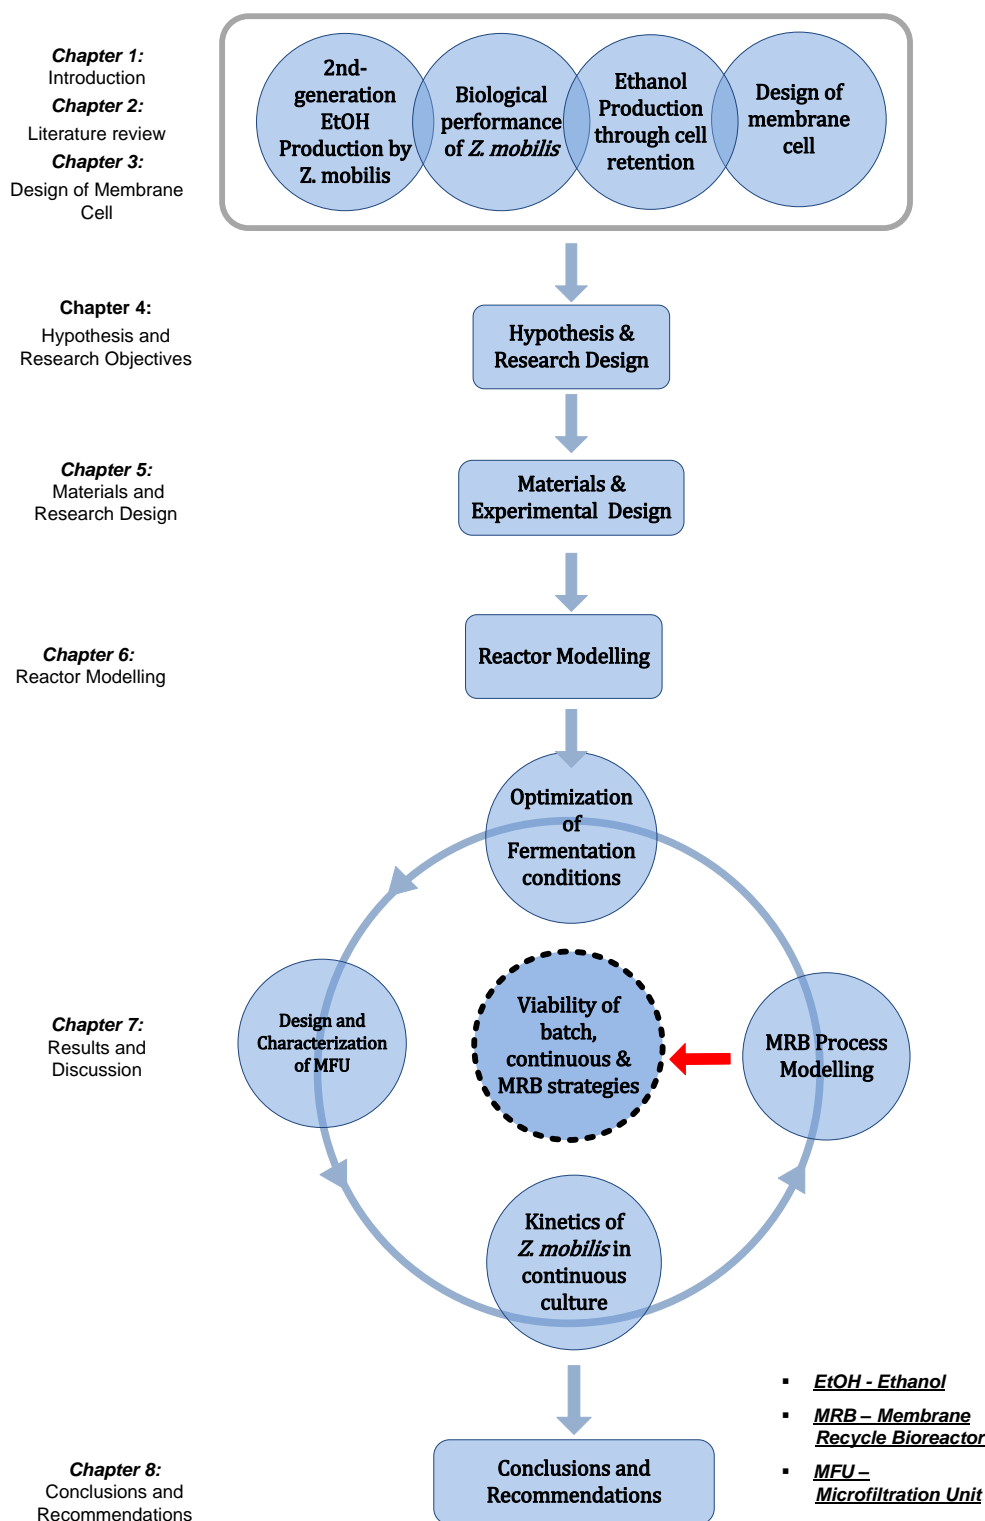 Chapter 1:
Introduction
Chapter 2:
Literature review
Chapter 3:
Design of Membrane
Cell
2nd-
generation
EtOH
Production by
Z. mobilis
Biological
performance
of Z. mobilis
Ethanol
Production
through cell
retention
Design of
membrane
cell
Chapter 4:
Hypothesis and
Research Objectives
Hypothesis &
Research Design
Chapter 5:
Materials and
Research Design
Materials &
Experimental Design
Chapter 6:
Reactor Modelling
Reactor Modelling
Optimization
of
Fermentation
conditions
Chapter 7:
Results and
Discussion
Design and
Characterization
of MFU
Viability of
batch,
continuous &
MRB strategies
MRB Process
Modelling
Kinetics of
Z. mobilis in
continuous
culture
▪ EtOH - Ethanol
▪ MRB – Membrane
Recycle Bioreactor
▪ MFU –
Microfiltration Unit
Chapter 8:
Conclusions and
Recommendations
Conclusions and
Recommendations